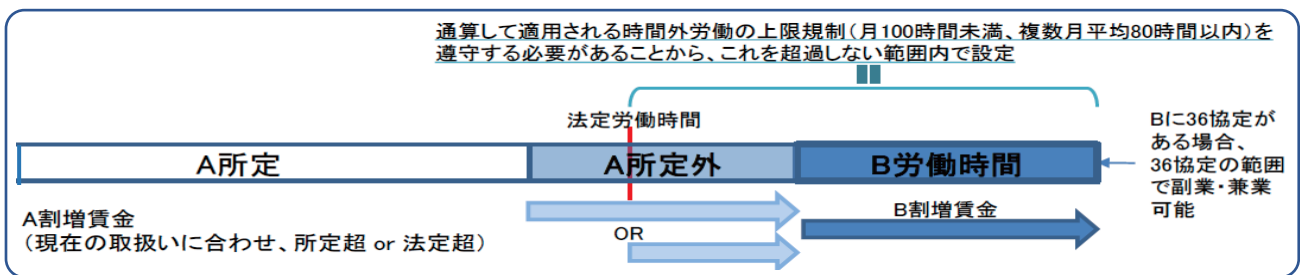 通算して適用される時間外労働の上限規制（月100時間未満、複数月平均80時間以内）を
遵守する必要があることから、これを超過しない範囲内で設定
法定労働時間
A所定
A所定外
B労働時間
Bに36協定が
ある場合、
36協定の範囲
で副業・兼業
可能
A割増賃金
（現在の取扱いに合わせ、所定超 or 法定超）
OR
B割増賃金